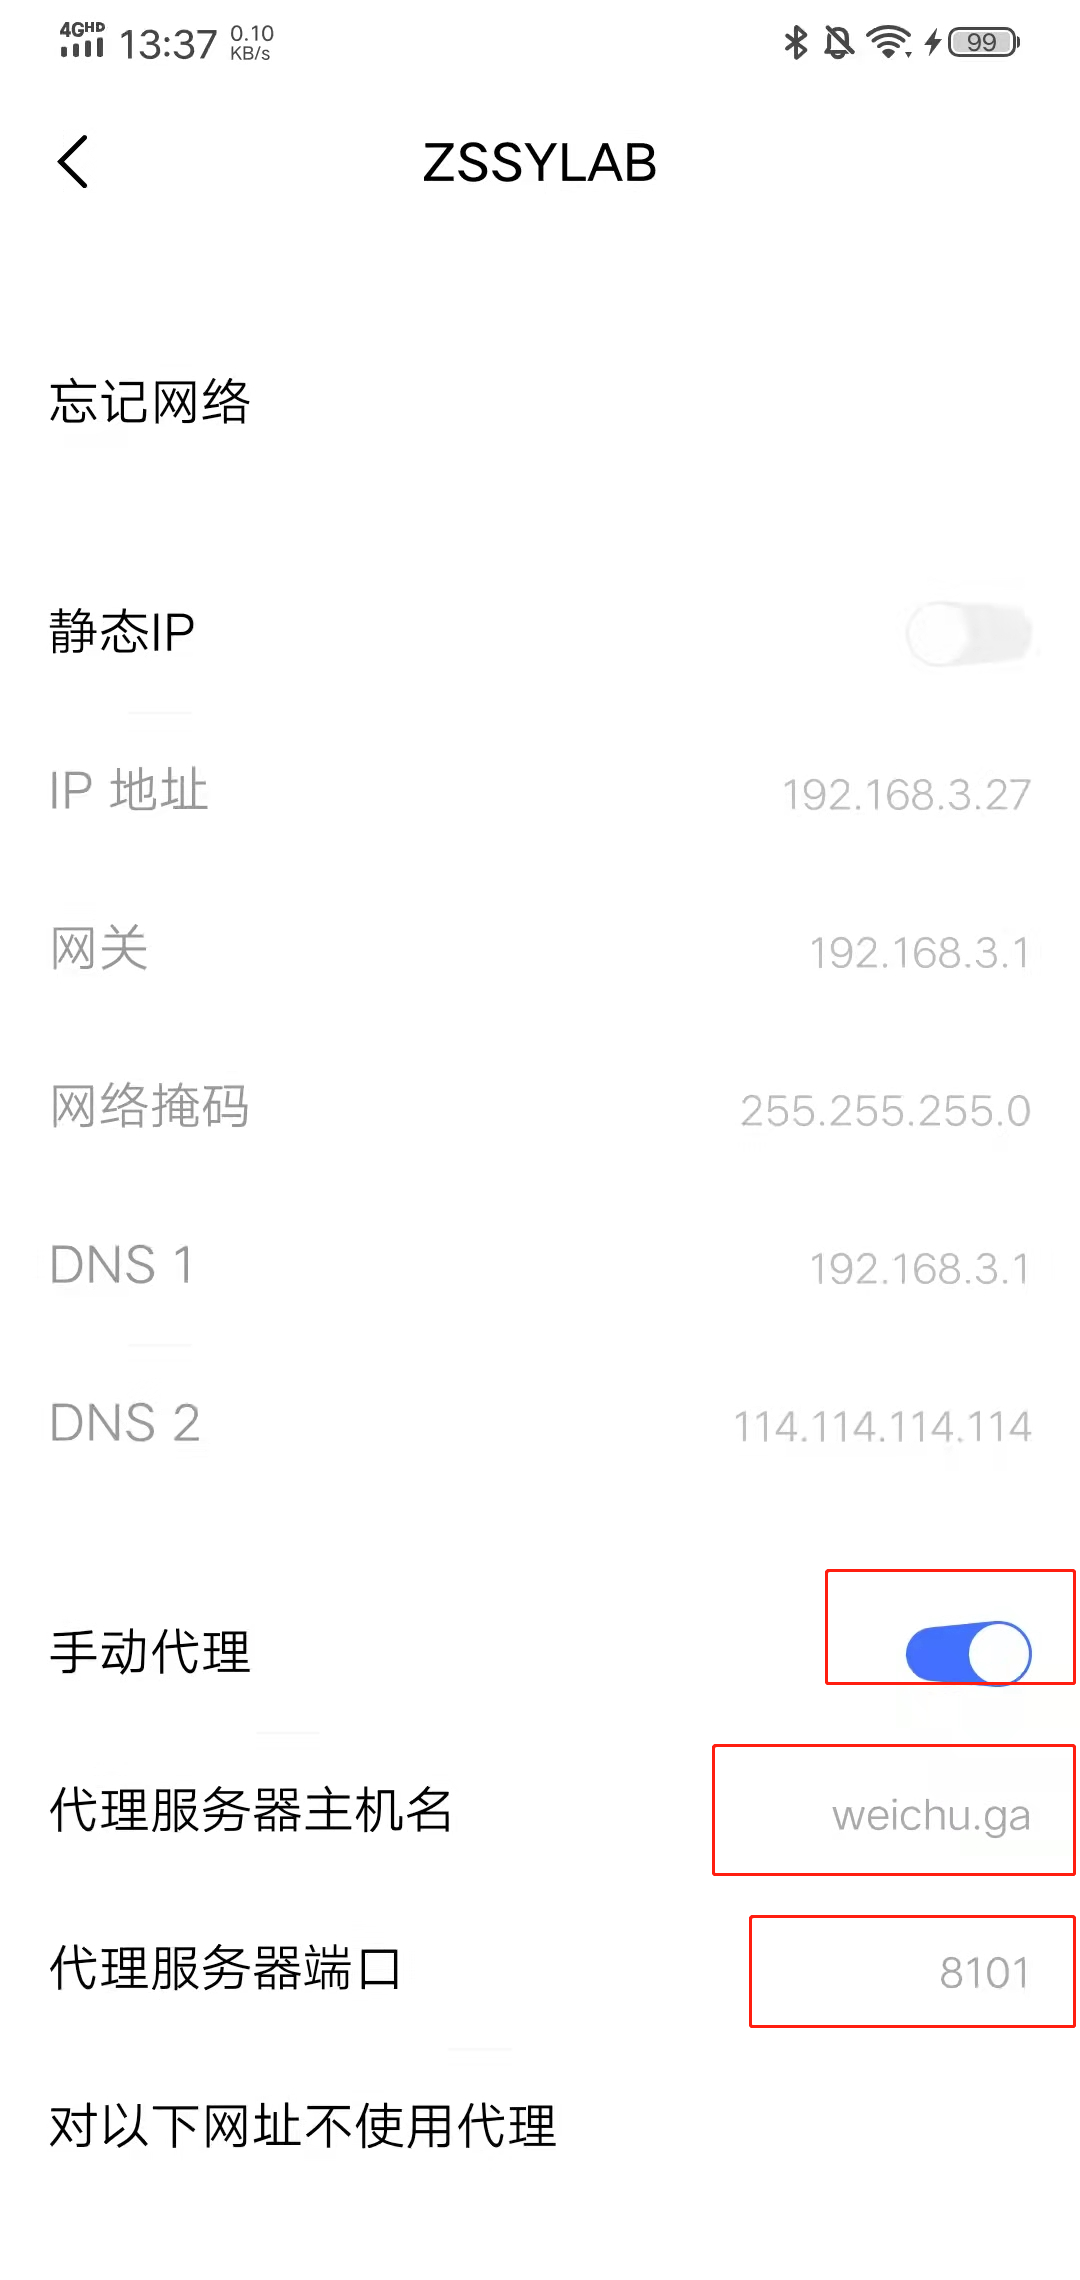 4GHD 13:37 0.10 KB/s 99
ZSSYLAB
忘记网络
静态IP
IP 地址 192.168.3.27
网关 192.168.3.1
网络掩码 255.255.255.0
DNS 1 192.168.3.1
DNS 2 114.114.114.114
手动代理
代理服务器主机名 weichu.ga
代理服务器端口 8101
对以下网址不使用代理